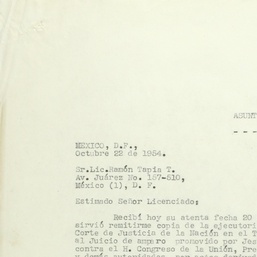 ASUNT
MEXICO, D.F.,
Octubre 22 de 1954.
Sr.Lic.Ramón Tapia T.
Av. Juárez No. 157-510,
México (1), D. F.
Estimado Señor Licenciado:
Recibí hoy su atenta fecha 20
sirvió remitirme copia de la ejecutori
Corte de Justicia de la Nación en el T
al Juicio de amparo promovido por Jes
contra el H. Congreso de la Unión, Pre